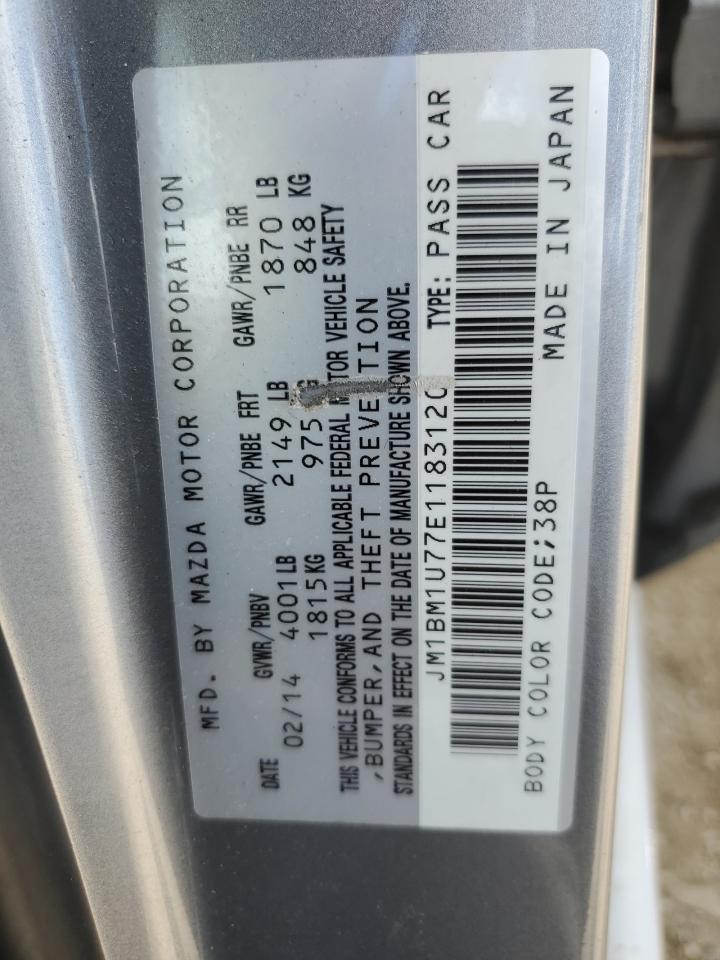 MFD. BY MAZDA MOTOR CORPORATION
DATE GVWR/PNBV GAWR/PNBE FRT GAWR/PNBE RR
02/14 4001LB 2149 LB 1870 LB
1815KG 975 848 KG
THIS VEHICLE CONFORMS TO ALL APPLICABLE FEDERAL MOTOR VEHICLE SAFETY
,BUMPER,AND THEFT PREVENTION
STANDARDS IN EFFECT ON THE DATE OF MANUFACTURE SHOWN ABOVE.
JM1BM1U77E1183120 TYPE: PASS CAR
BODY COLOR CODE;38P MADE IN JAPAN